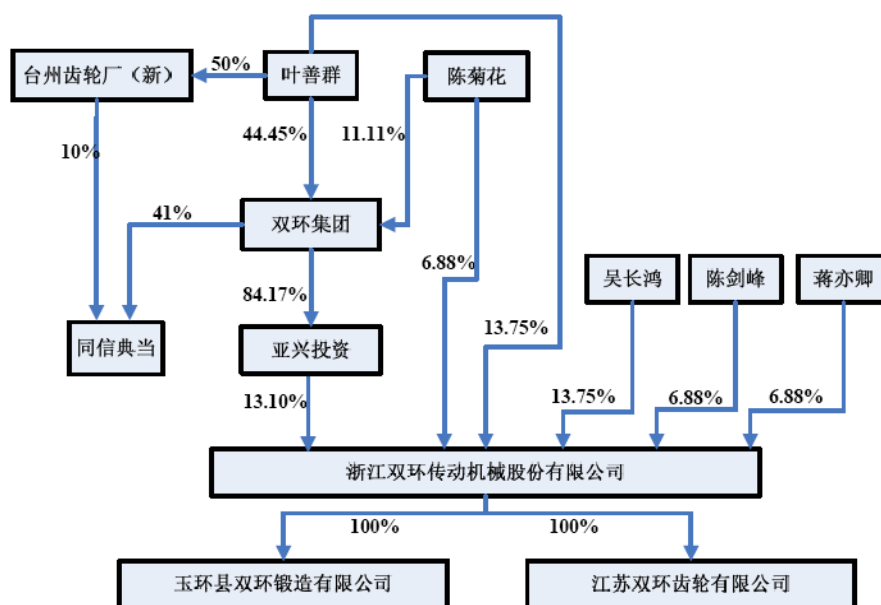 50%
台州齿轮厂（新）
叶善群
陈菊花
44.45%
11.11%
10%
41%
双环集团
6.88%
吴长鸿
陈剑峰
蒋亦卿
84.17%
13.75%
同信典当
亚兴投资
13.10%
13.75%
6.88%
6.88%
浙江双环传动机械股份有限公司
100%
100%
玉环县双环锻造有限公司
江苏双环齿轮有限公司